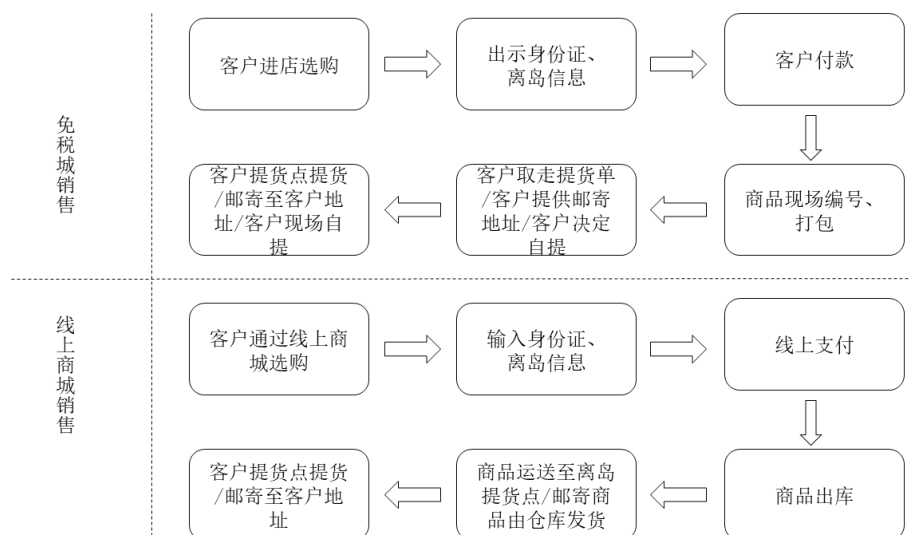 免税城销售
客户进店选购
出示身份证、
离岛信息
客户付款
商品现场编号、
打包
客户取走提货单
/客户提供邮寄
地址/客户决定
自提
客户提货点提货
/邮寄至客户地
址/客户现场自
提
线上商城销售
客户通过线上商
城选购
输入身份证、
离岛信息
线上支付
商品出库
商品运送至离岛
提货点/邮寄商
品由仓库发货
客户提货点提货
/邮寄至客户地
址